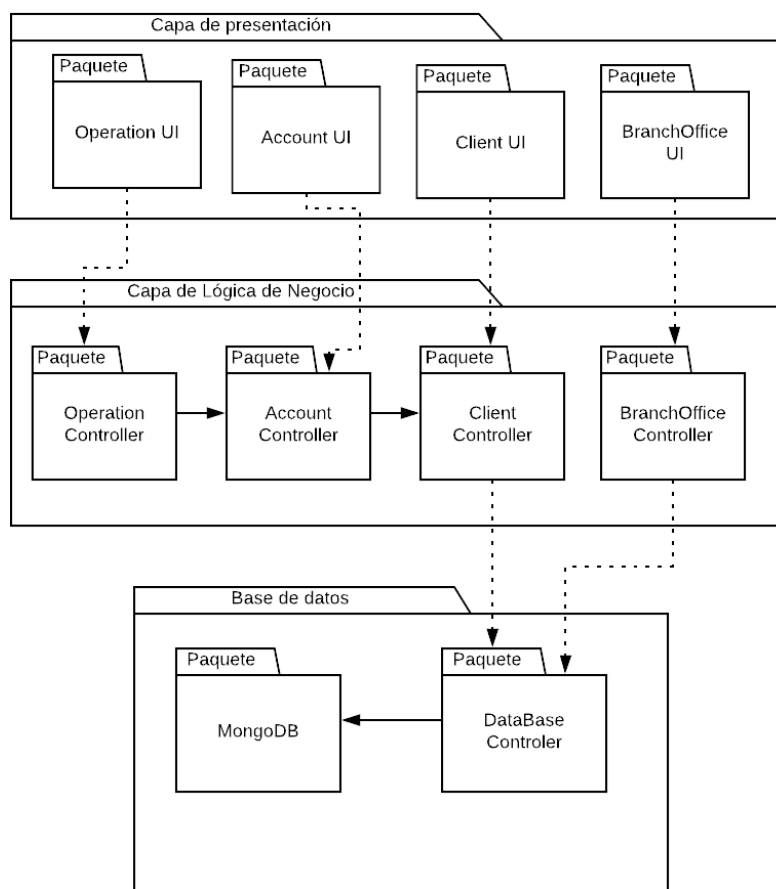 Capa de presentación
Paquete
Operation UI
Paquete
Account UI
Paquete
Client UI
Paquete
BranchOffice
UI
Capa de Lógica de Negocio
Paquete
Operation
Controller
Paquete
Account
Controller
Paquete
Client
Controller
Paquete
BranchOffice
Controller
Base de datos
Paquete
MongoDB
Paquete
DataBase
Controler